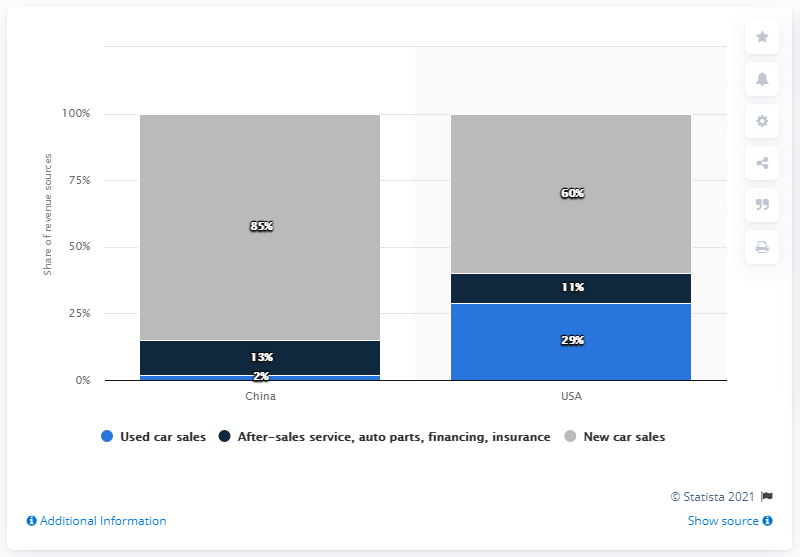 Share of revenue sources
100%
75%
50%
25%
0%
85%
13%
2%
60%
11%
29%
China
USA
Used car sales
After-sales service, auto parts, financing, insurance
New car sales
© Statista 2021
Additional Information
Show source